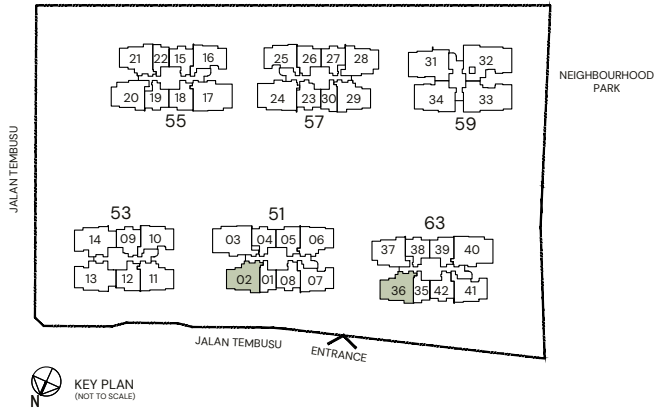 21 22 15 16
20 19 18 17
55
25 26 27 28
24 23 30 29
57
31 32
34 33
59
NEIGHBOURHOOD
PARK
JALAN TEMBUSU
53
14 09 10
13 12 11
51
03 04 05 06
02 01 08 07
63
37 38 39 40
36 35 42 41
JALAN TEMBUSU
ENTRANCE
N
KEY PLAN
(NOT TO SCALE)